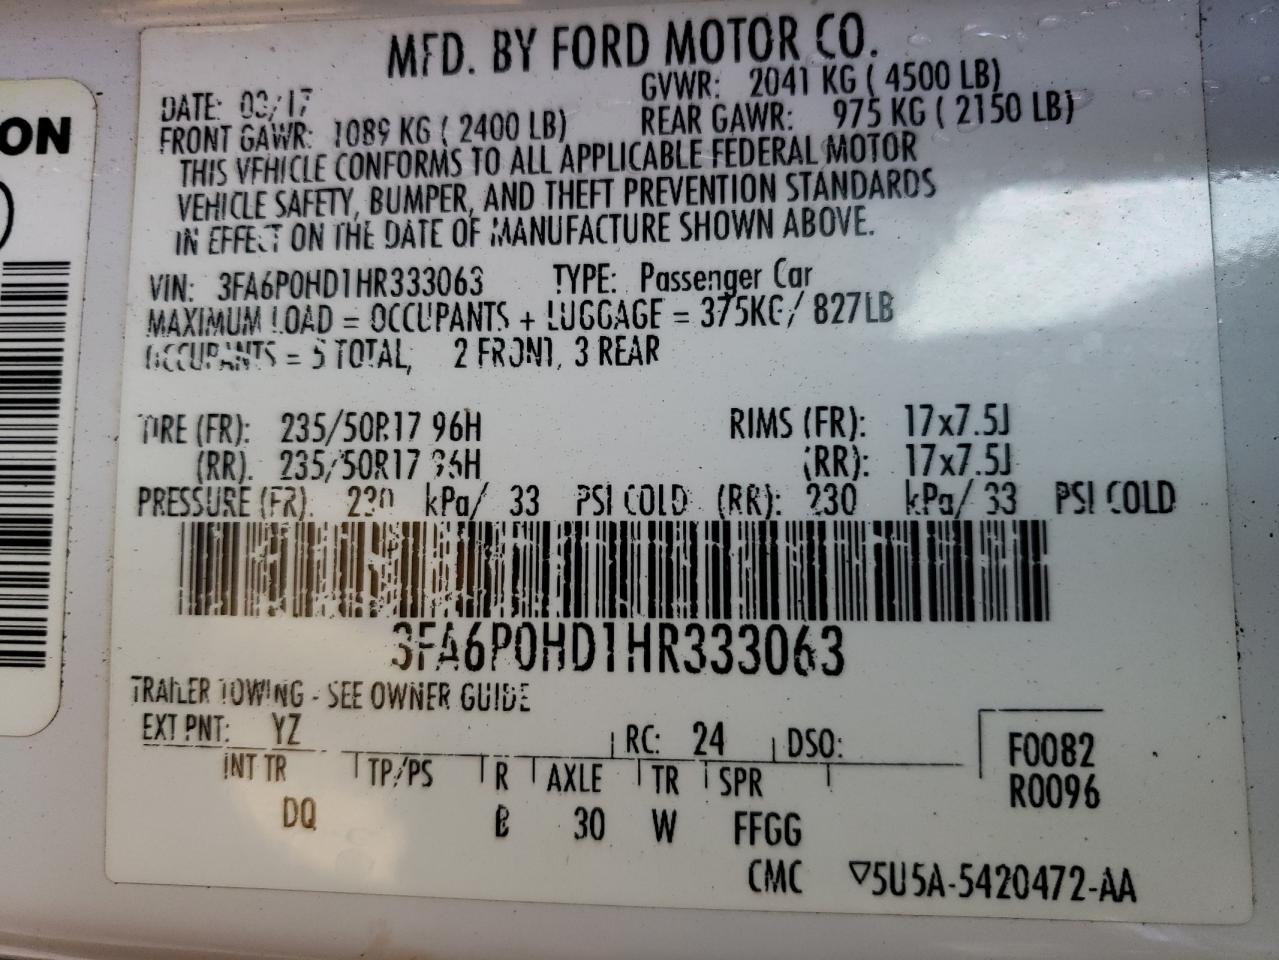 MFD. BY FORD MOTOR CO.
DATE: 03/17 GVWR: 2041 KG ( 4500 LB)
FRONT GAWR: 1089 KG ( 2400 LB) REAR GAWR: 975 KG ( 2150 LB)
THIS VEHICLE CONFORMS TO ALL APPLICABLE FEDERAL MOTOR
VEHICLE SAFETY, BUMPER, AND THEFT PREVENTION STANDARDS
IN EFFECT ON THE DATE OF MANUFACTURE SHOWN ABOVE.
VIN: 3FA6P0HD1HR333063 TYPE: Passenger Car
MAXIMUM LOAD = OCCUPANTS + LUGGAGE = 375KG/ 827LB
OCCUPANTS = 5 TOTAL, 2 FRONT, 3 REAR
TIRE (FR): 235/50R17 96H RIMS (FR): 17x7.5J
(RR): 235/50R17 96H (RR): 17x7.5J
PRESSURE (FR): 230 kPa/ 33 PSI COLD (RR): 230 kPa/ 33 PSI COLD
3FA6P0HD1HR333063
TRAILER TOWING - SEE OWNER GUIDE
EXT PNT: YZ RC: 24 DSO: F0082
INT TR TP/PS R AXLE TR SPR R0096
DQ B 30 W FFGG
CMC ▽5U5A-5420472-AA
ON